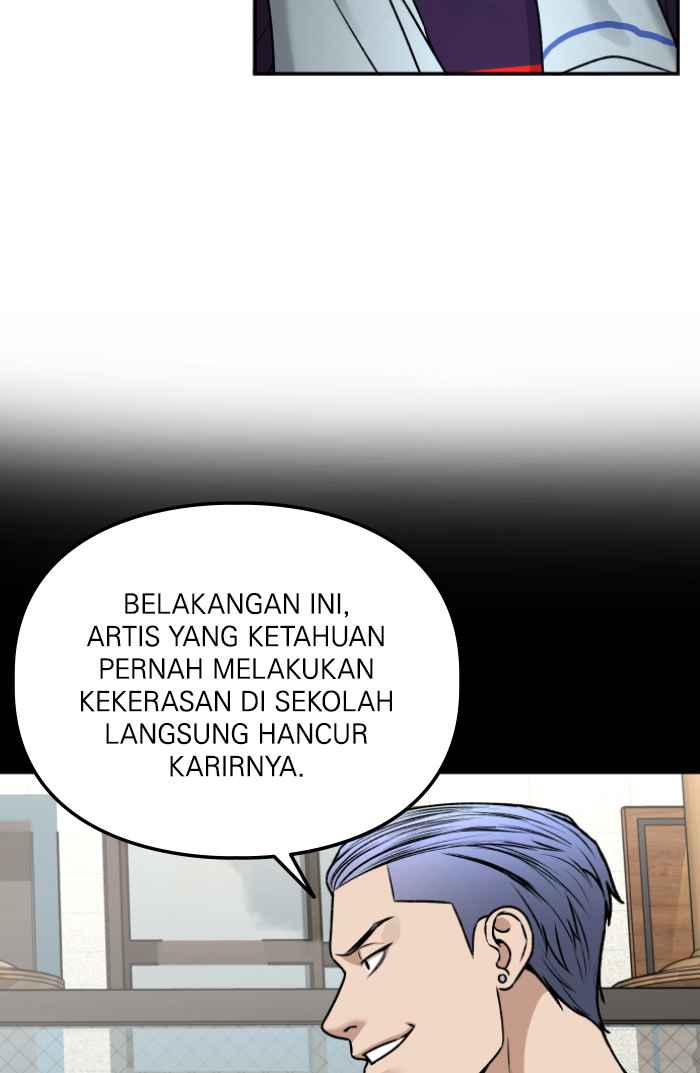 BELAKANGAN INI,
ARTIS YANG KETAHUAN
PERNAH MELAKUKAN
KEKERASAN DI SEKOLAH
LANGSUNG HANCUR
KARIRNYA.